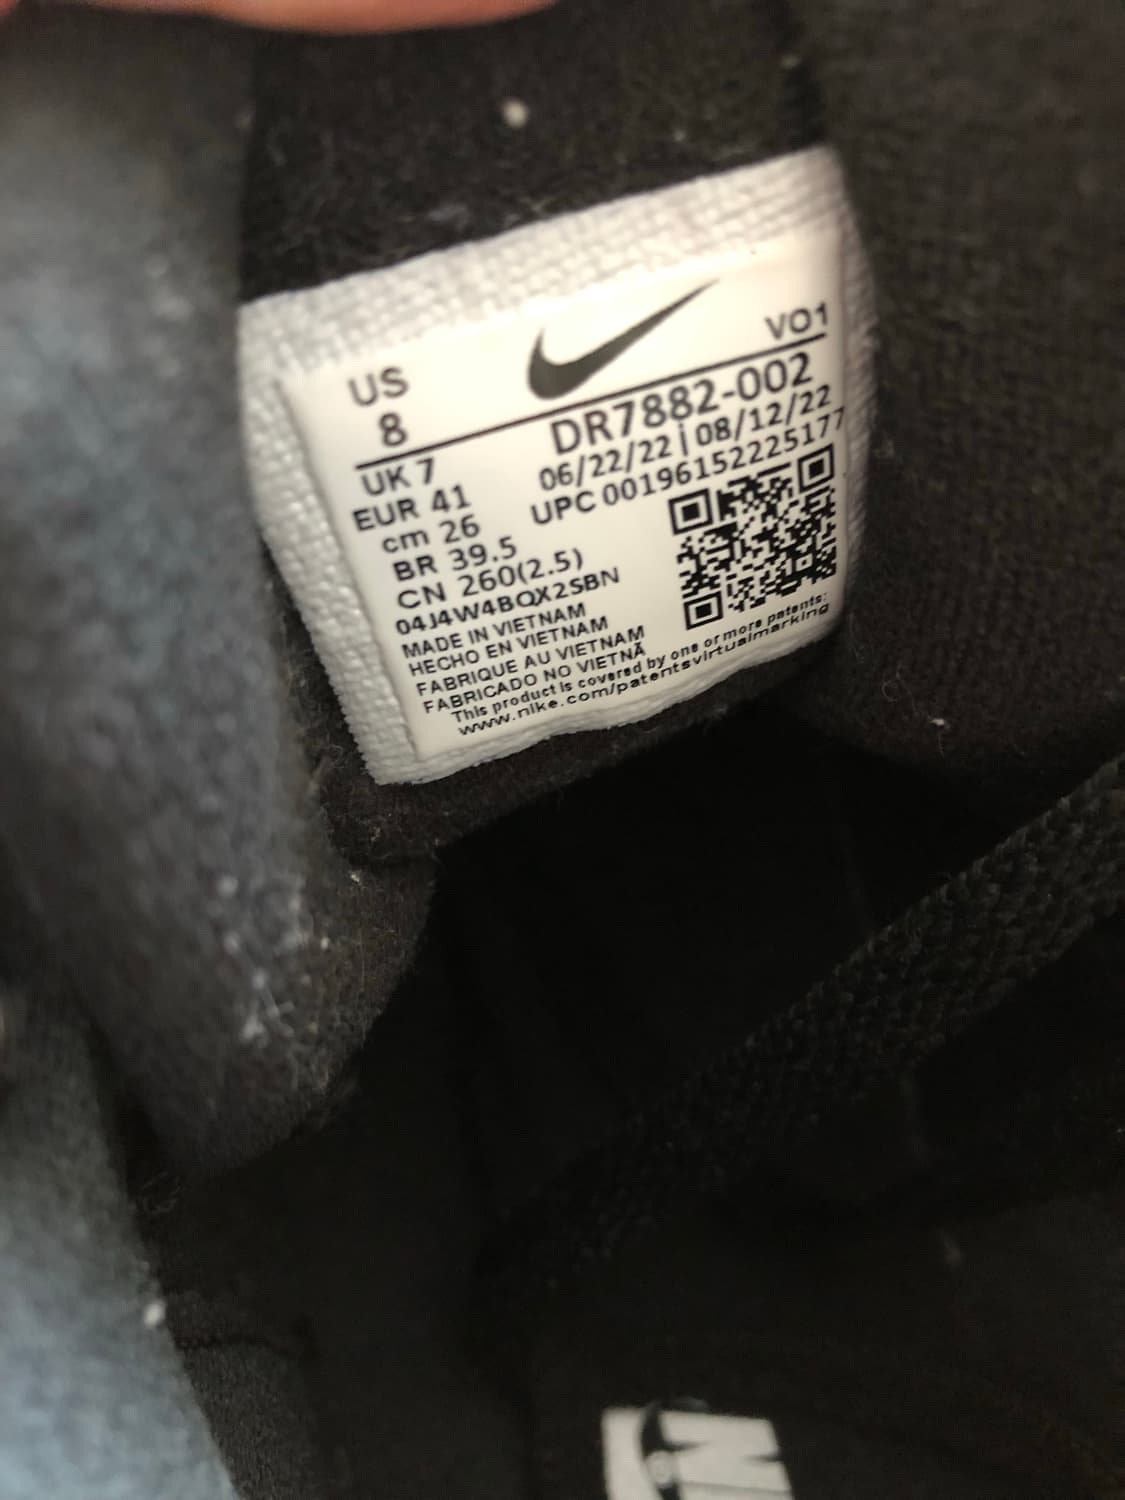 US
8
VO1
DR7882-002
06/22/22 | 08/12/22
UPC 00196152225177
UK 7
EUR 41
cm 26
BR 39.5
CN 260(2.5)
04J4W4BQX2SBN
MADE IN VIETNAM
HECHO EN VIETNAM
FABRIQUE AU VIETNAM
FABRICADO NO VIETNÃ
This product is covered by one or more patents:
www.nike.com/patentsvirtualmarking